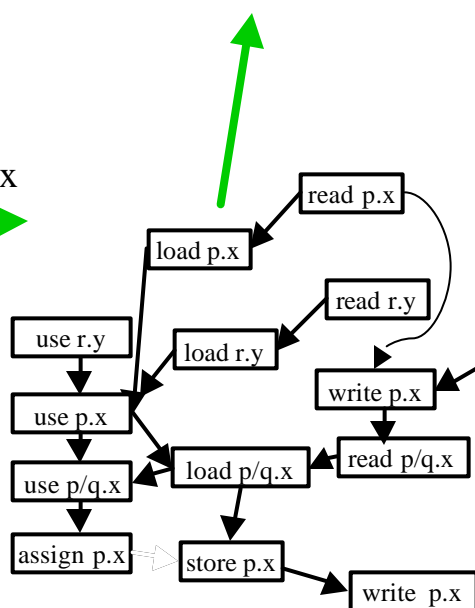 x
read p.x
load p.x
read r.y
use r.y
load r.y
write p.x
use p.x
read p/q.x
load p/q.x
use p/q.x
assign p.x
store p.x
write p.x